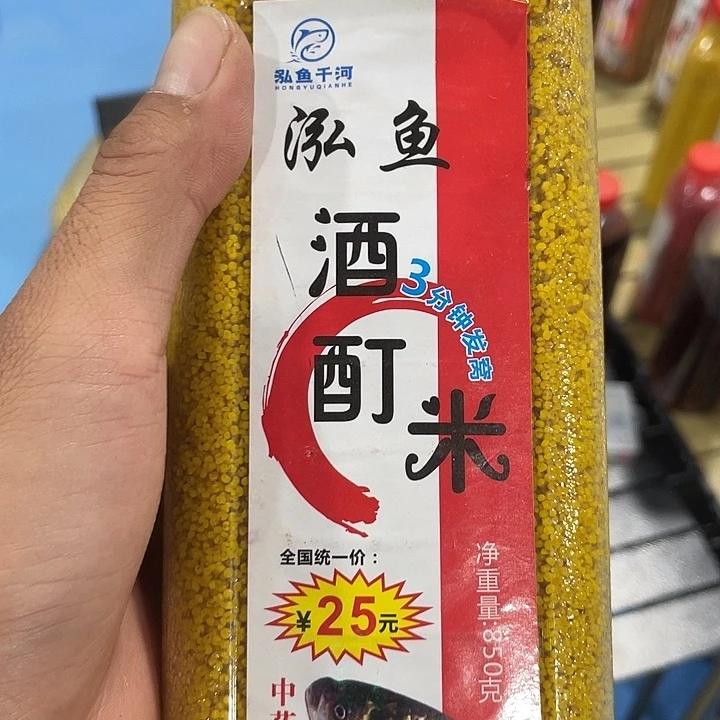 泓鱼千河
HONGYUQIANHE
泓鱼
酒
酊
米
3分钟发窝
全国统一价：
¥25元
净重量:850克
中